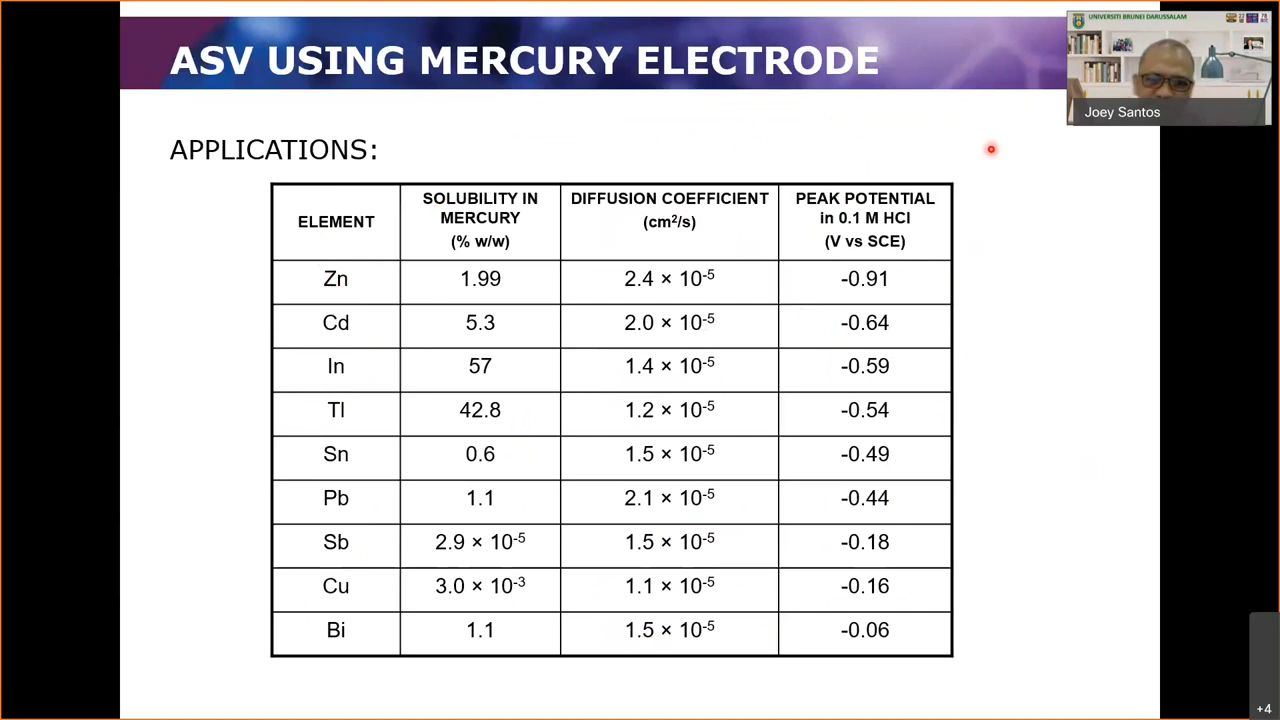 ASV USING MERCURY ELECTRODE
UNIVERSITI BRUNEI DARUSSALAM
Joey Santos
APPLICATIONS:
ELEMENT
SOLUBILITY IN
MERCURY
(% w/w)
DIFFUSION COEFFICIENT
(cm²/s)
PEAK POTENTIAL
in 0.1 M HCl
(V vs SCE)
Zn 1.99 2.4 × 10⁻⁵ -0.91
Cd 5.3 2.0 × 10⁻⁵ -0.64
In 57 1.4 × 10⁻⁵ -0.59
Tl 42.8 1.2 × 10⁻⁵ -0.54
Sn 0.6 1.5 × 10⁻⁵ -0.49
Pb 1.1 2.1 × 10⁻⁵ -0.44
Sb 2.9 × 10⁻⁵ 1.5 × 10⁻⁵ -0.18
Cu 3.0 × 10⁻³ 1.1 × 10⁻⁵ -0.16
Bi 1.1 1.5 × 10⁻⁵ -0.06
+4